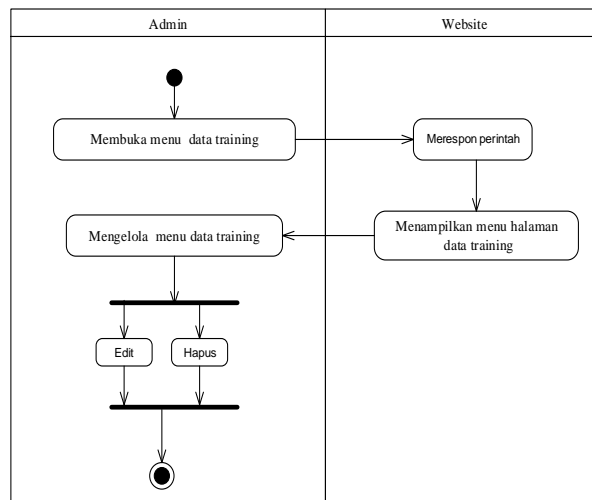 Admin
Website
Membuka menu data training
Merespon perintah
Menampilkan menu halaman
data training
Mengelola menu data training
Edit
Hapus